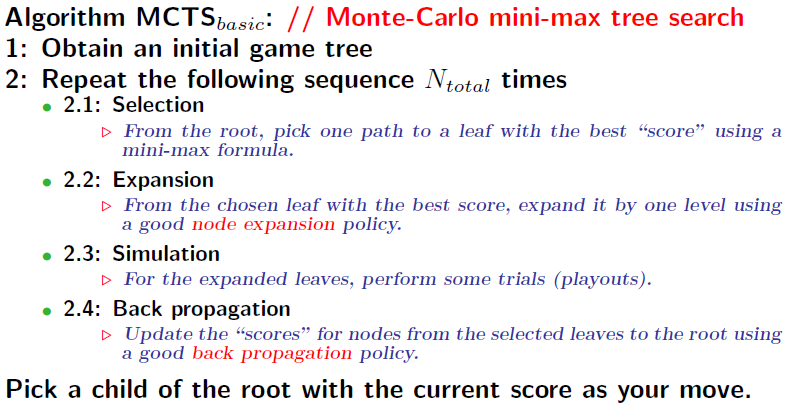 Algorithm MCTS_basic: // Monte-Carlo mini-max tree search
1: Obtain an initial game tree
2: Repeat the following sequence N_total times
• 2.1: Selection
▷ From the root, pick one path to a leaf with the best “score” using a
mini-max formula.
• 2.2: Expansion
▷ From the chosen leaf with the best score, expand it by one level using
a good node expansion policy.
• 2.3: Simulation
▷ For the expanded leaves, perform some trials (playouts).
• 2.4: Back propagation
▷ Update the “scores” for nodes from the selected leaves to the root using
a good back propagation policy.
Pick a child of the root with the current score as your move.